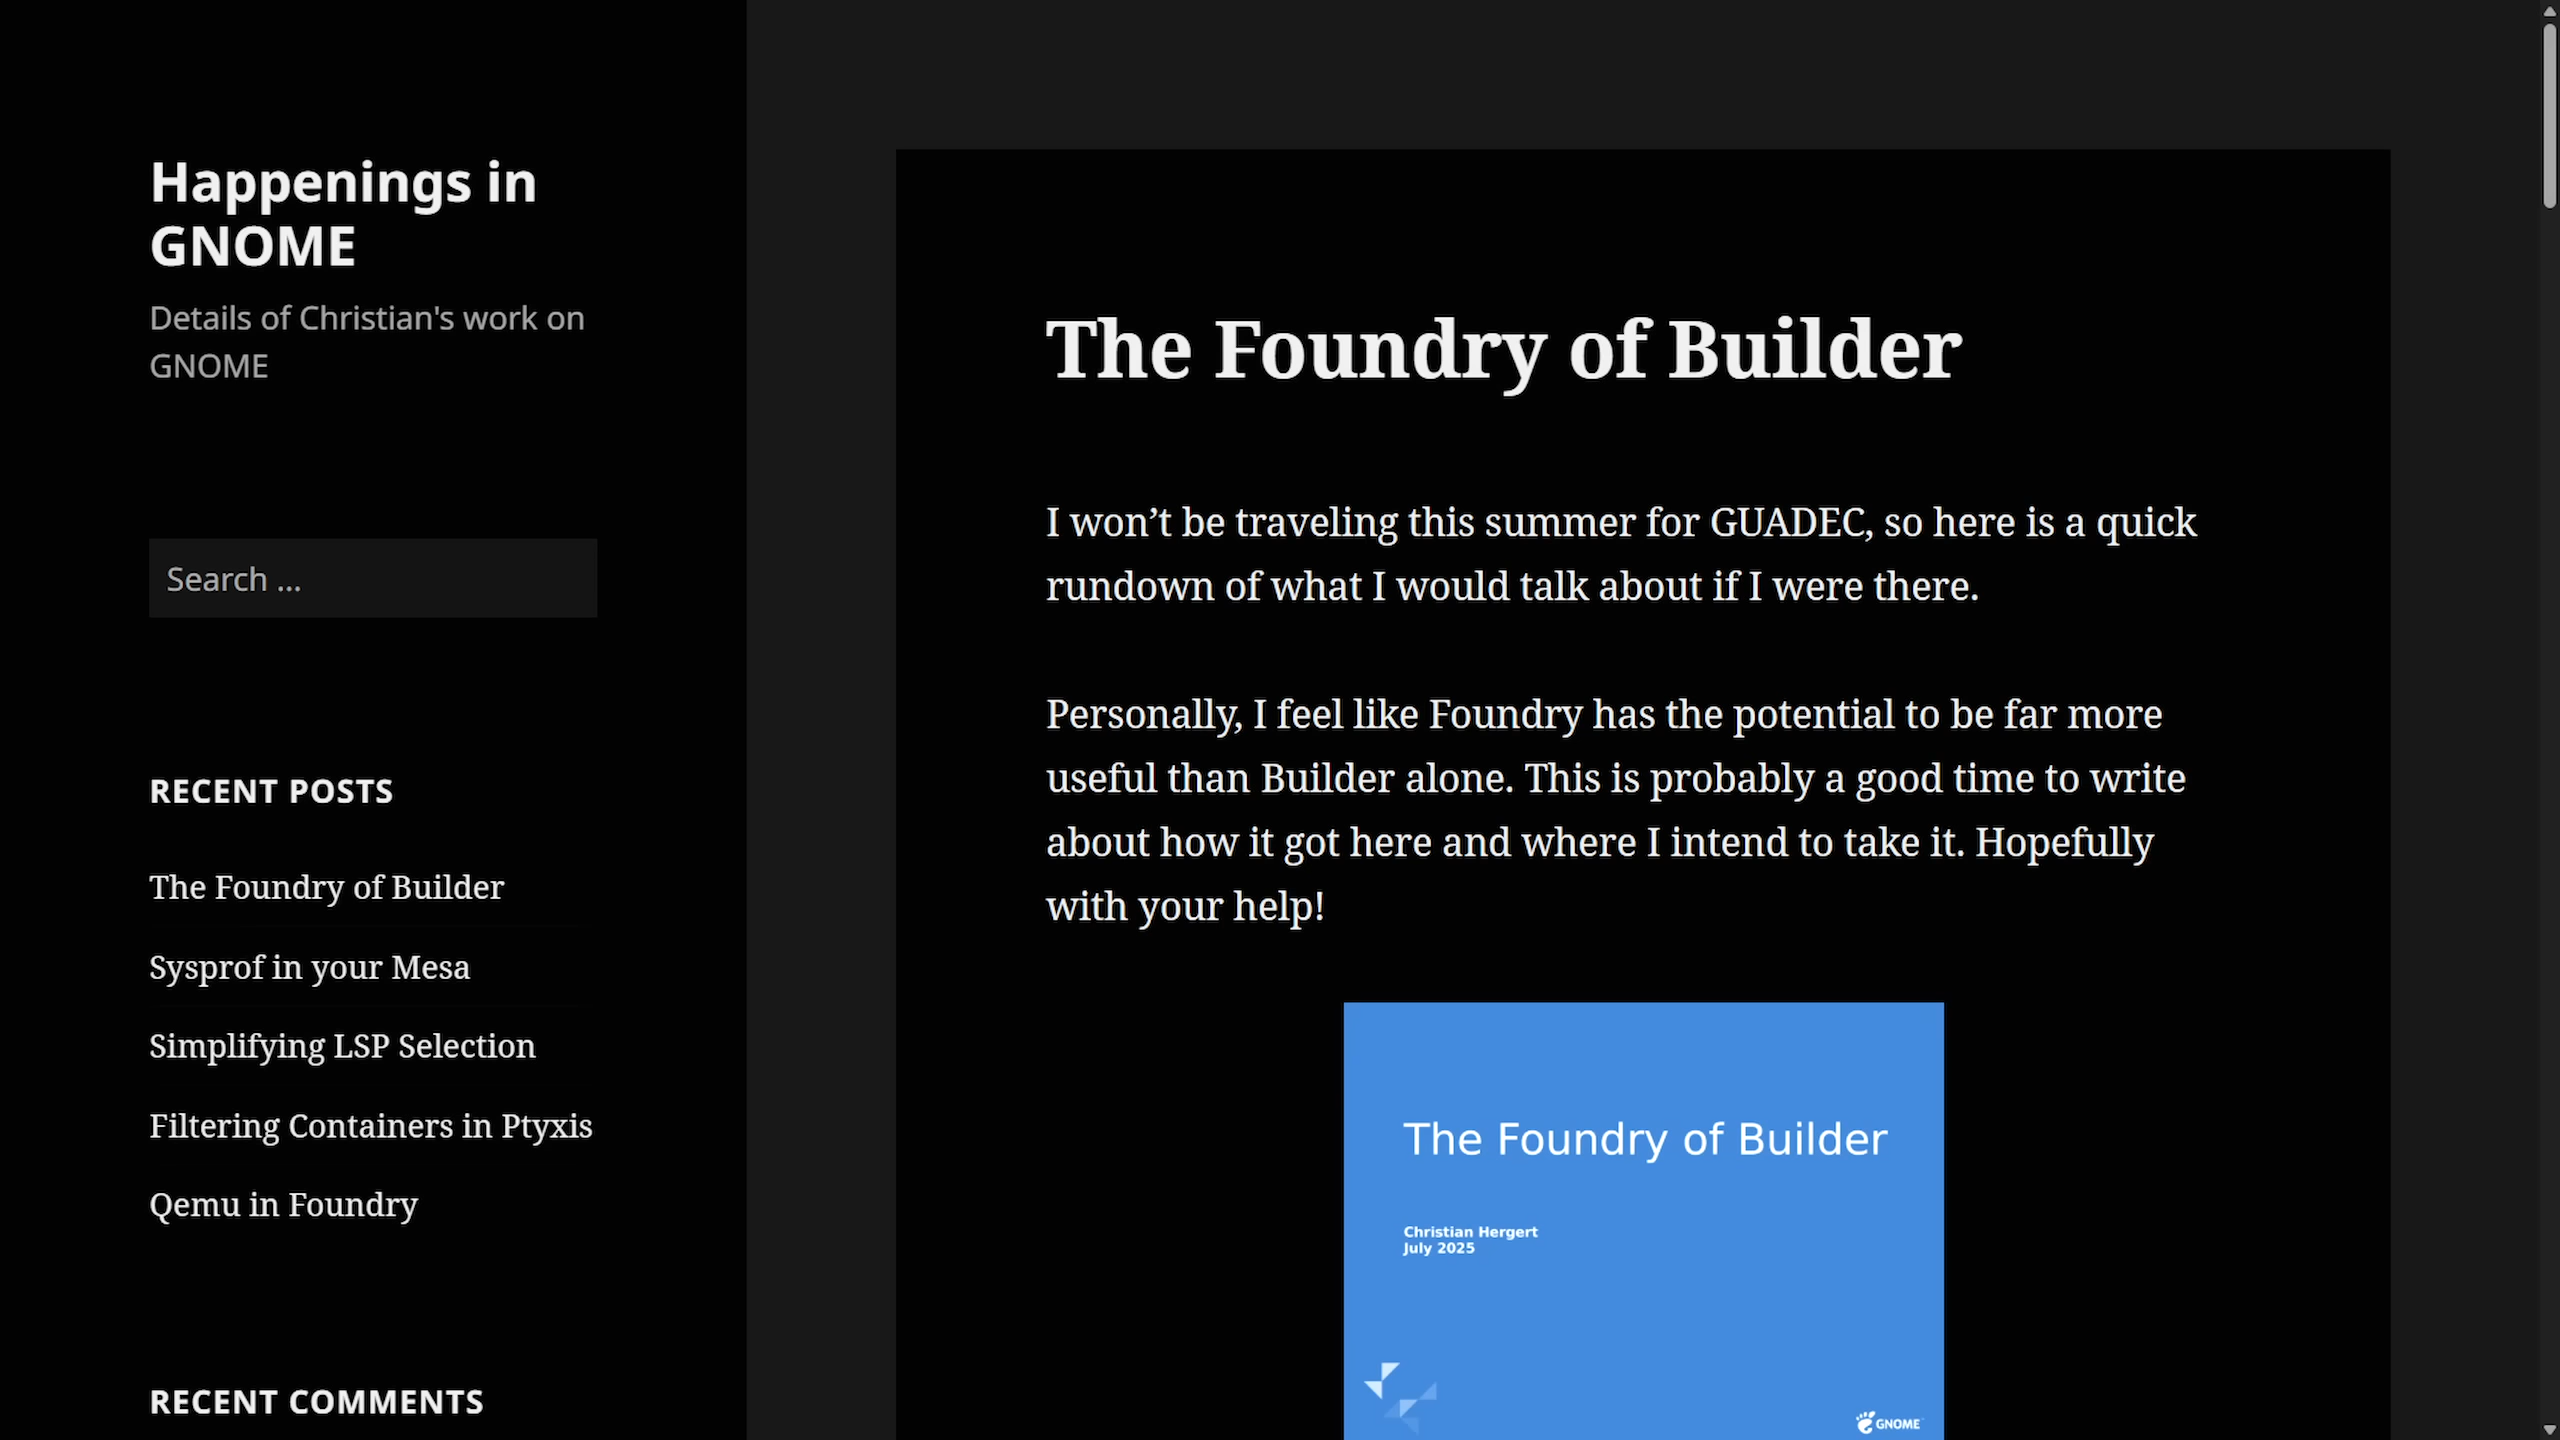 Happenings in
GNOME
Details of Christian's work on
GNOME
Search ...
RECENT POSTS
The Foundry of Builder
Sysprof in your Mesa
Simplifying LSP Selection
Filtering Containers in Ptyxis
Qemu in Foundry
RECENT COMMENTS
The Foundry of Builder
I won’t be traveling this summer for GUADEC, so here is a quick
rundown of what I would talk about if I were there.
Personally, I feel like Foundry has the potential to be far more
useful than Builder alone. This is probably a good time to write
about how it got here and where I intend to take it. Hopefully
with your help!
The Foundry of Builder
Christian Hergert
July 2025
GNOME